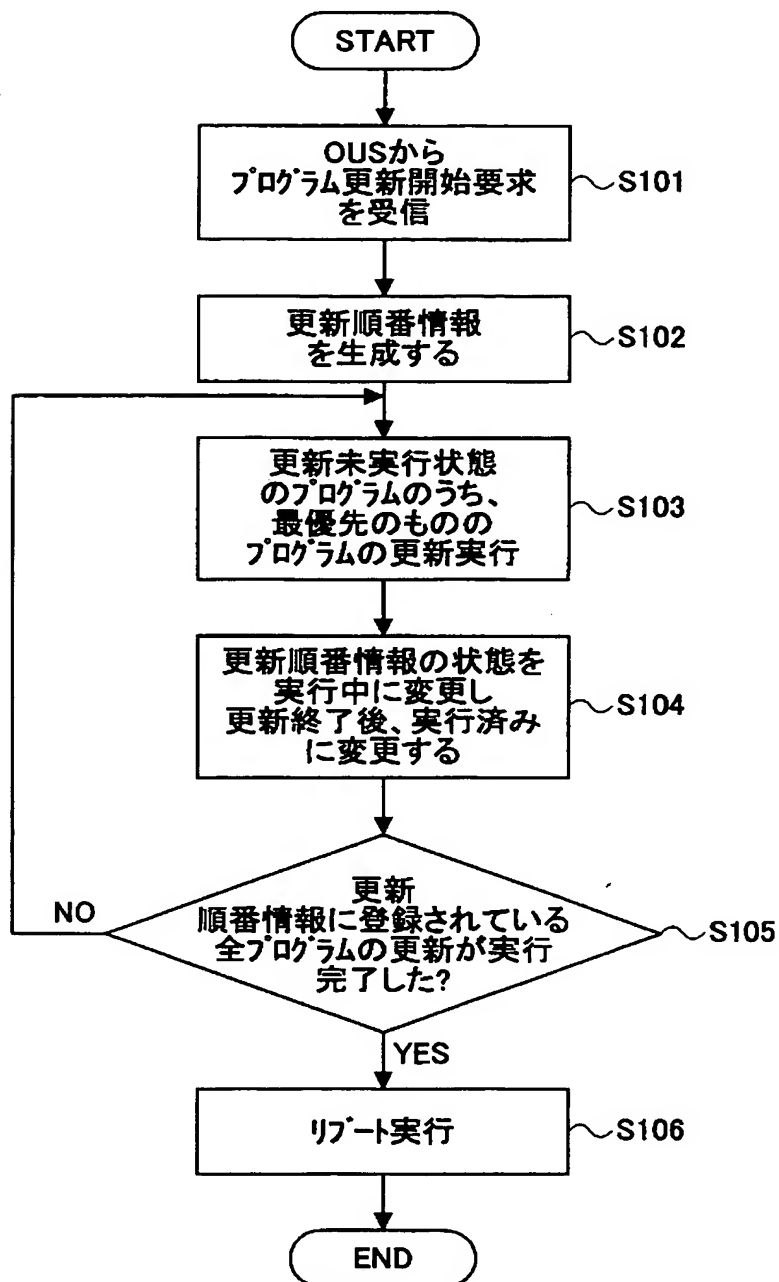 START
OUSから
プログラム更新開始要求
を受信
S101
更新順番情報
を生成する
S102
更新未実行状態
のプログラムのうち、
最優先のものの
プログラムの更新実行
S103
更新順番情報の状態を
実行中に変更し
更新終了後、実行済み
に変更する
S104
更新
順番情報に登録されている
全プログラムの更新が実行
完了した?
S105
NO
YES
リブート実行
S106
END